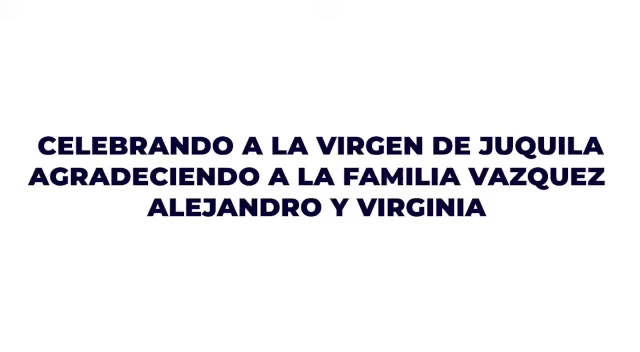 CELEBRANDO A LA VIRGEN DE JUQUILA
AGRADECIENDO A LA FAMILIA VAZQUEZ
ALEJANDRO Y VIRGINIA